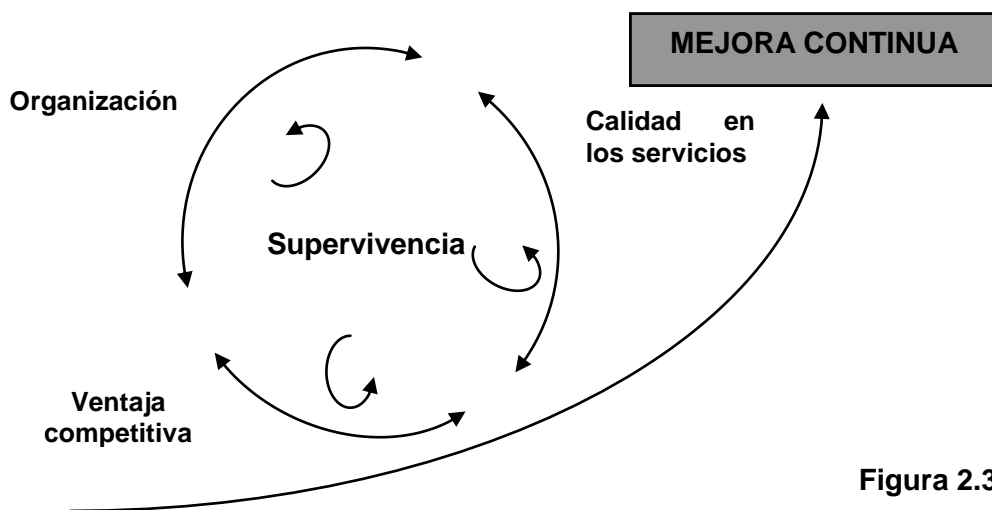 MEJORA CONTINUA
Organización
Calidad en
los servicios
Supervivencia
Ventaja
competitiva
Figura 2.3